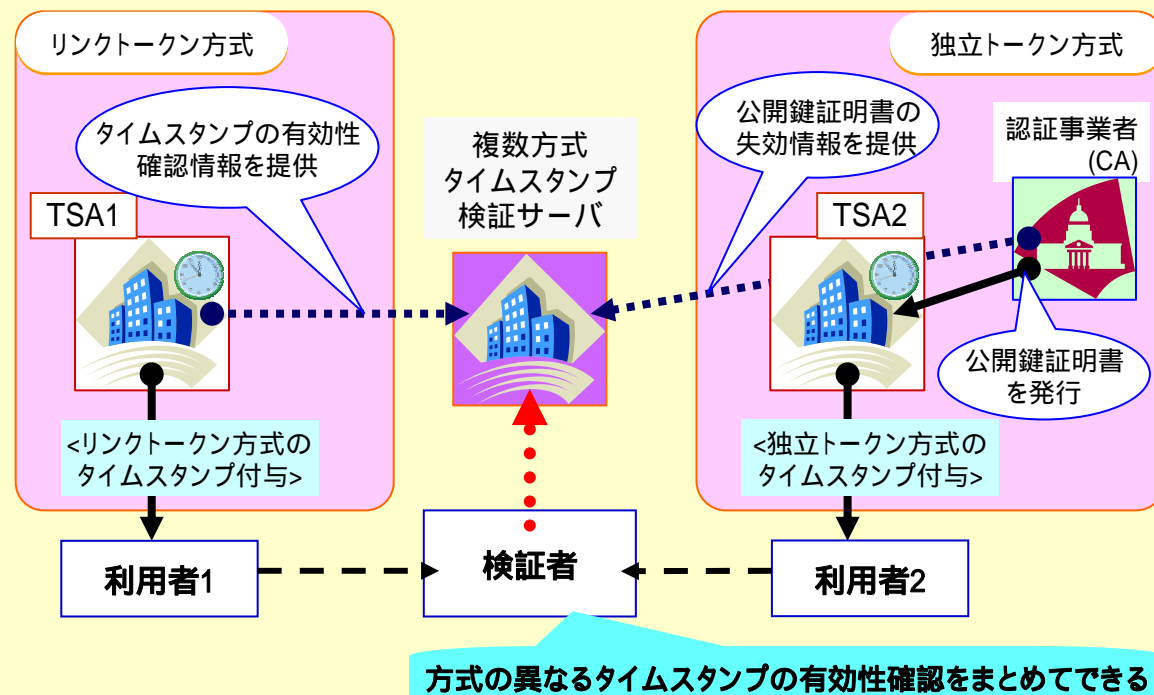 リンクトークン方式
独立トークン方式
タイムスタンプの有効性
確認情報を提供
複数方式
タイムスタンプ
検証サーバ
公開鍵証明書の
失効情報を提供
認証事業者
(CA)
TSA1
TSA2
公開鍵証明書
を発行
<リンクトークン方式の
タイムスタンプ付与>
<独立トークン方式の
タイムスタンプ付与>
利用者1
検証者
利用者2
方式の異なるタイムスタンプの有効性確認をまとめてできる